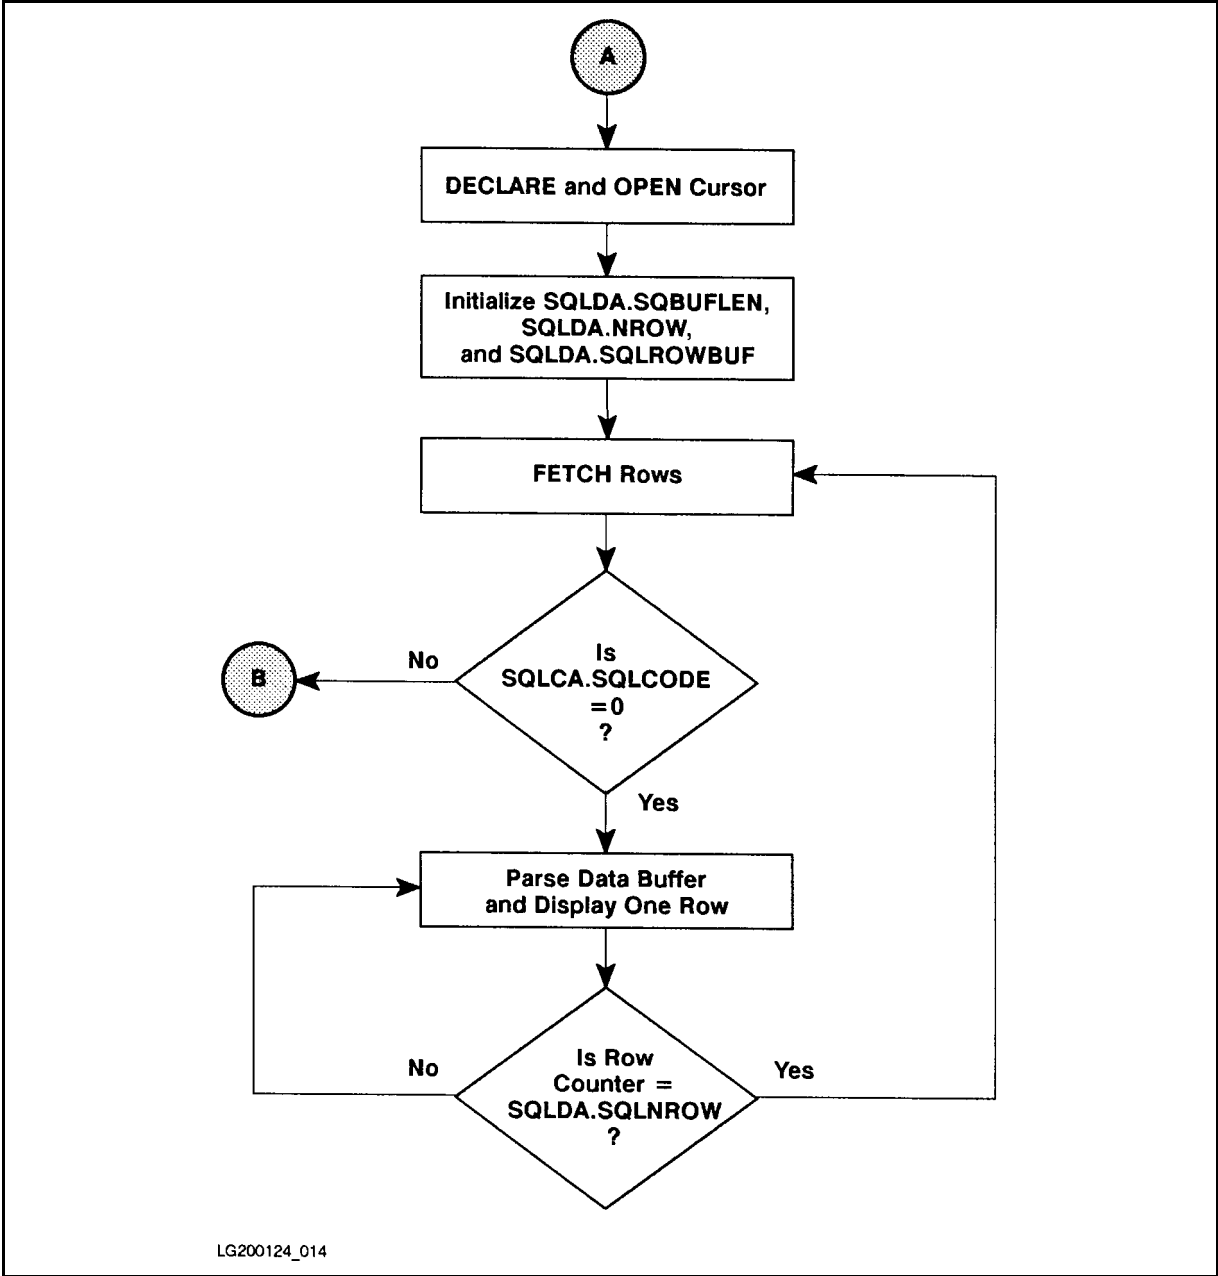 A
DECLARE and OPEN Cursor
Initialize SQLDA.SQBUFLEN,
SQLDA.NROW,
and SQLDA.SQLROWBUF
FETCH Rows
Is
SQLCA.SQLCODE
=0
?
No
B
Yes
Parse Data Buffer
and Display One Row
Is Row
Counter =
SQLDA.SQLNROW
?
No
Yes
LG200124_014